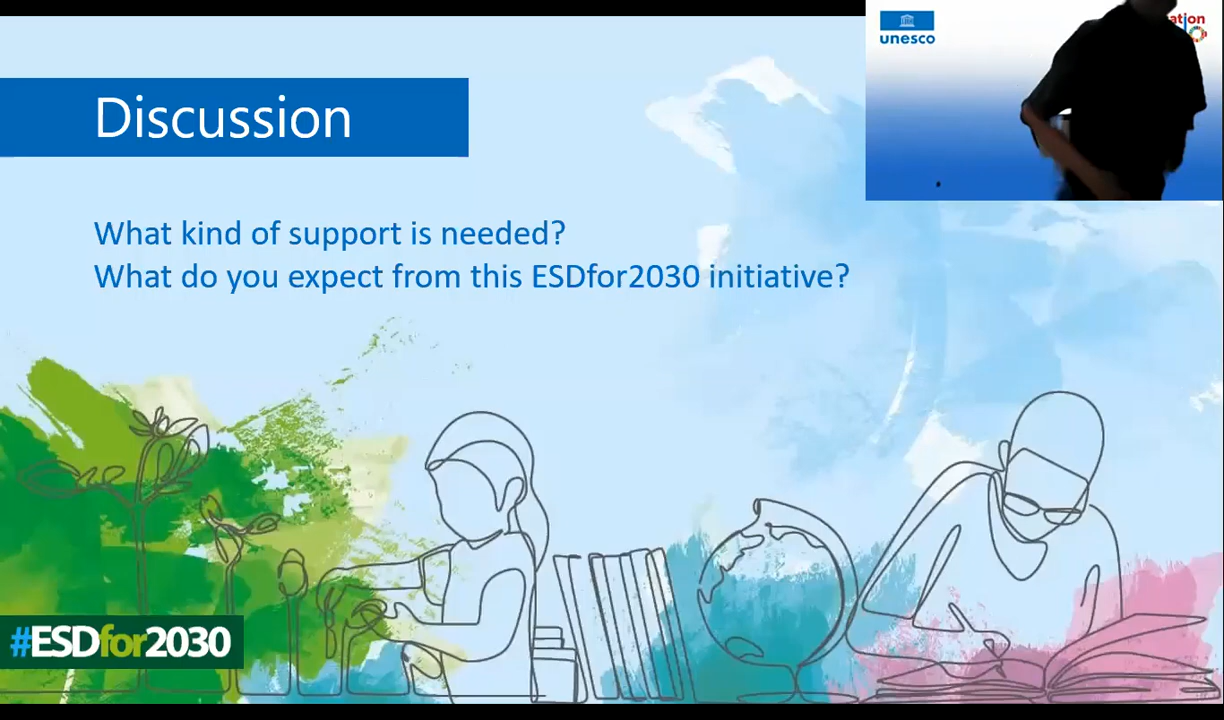 Discussion
unesco
What kind of support is needed?
What do you expect from this ESDfor2030 initiative?
#ESDfor2030